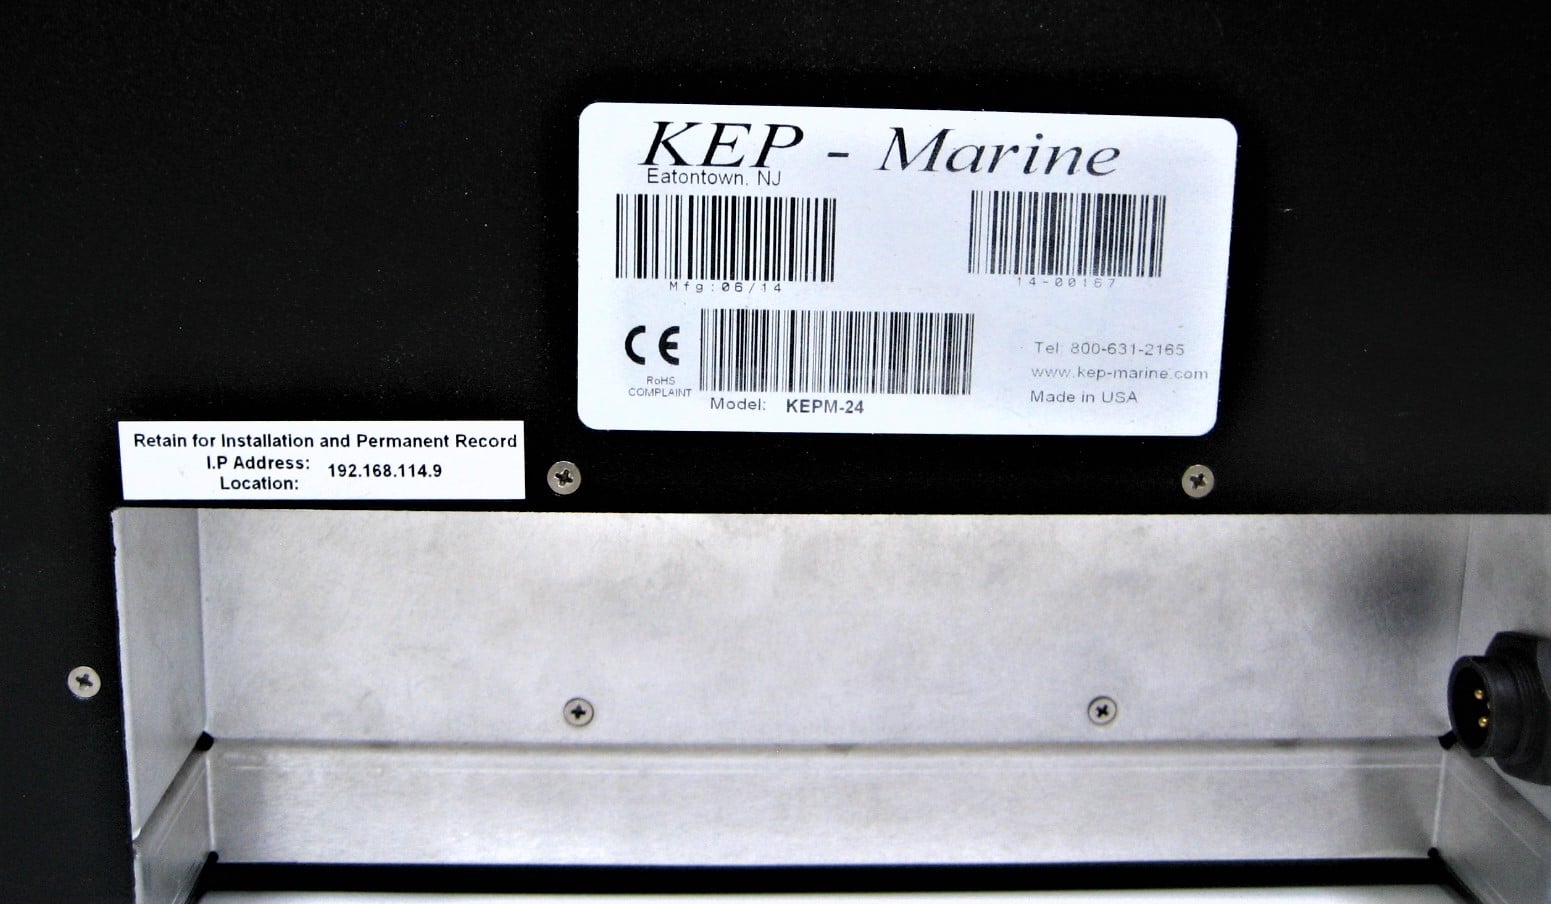 KEP - Marine
Eatontown, NJ
Mfg:06/14
14-00167
CE
RoHS
COMPLAINT
Model: KEPM-24
Tel: 800-631-2165
www.kep-marine.com
Made in USA
Retain for Installation and Permanent Record
I.P Address: 192.168.114.9
Location: